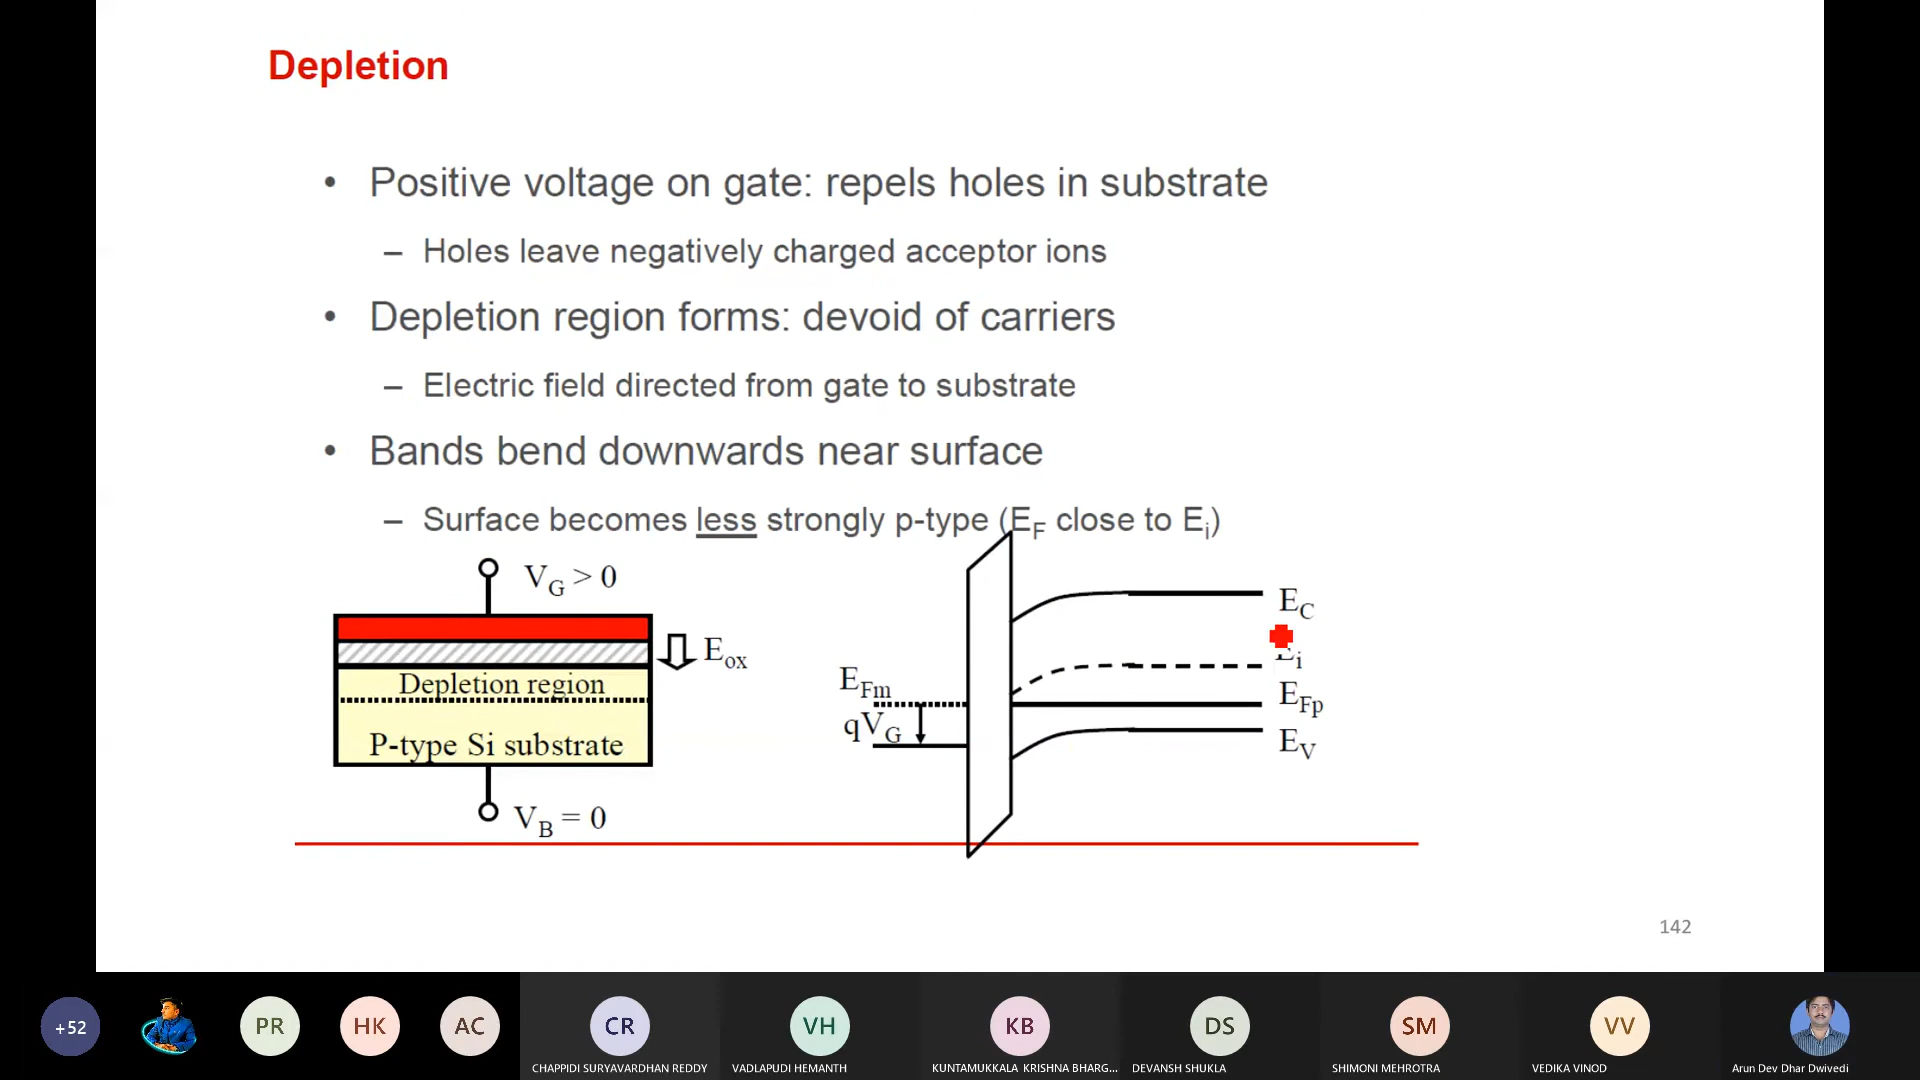 Depletion
• Positive voltage on gate: repels holes in substrate
– Holes leave negatively charged acceptor ions
• Depletion region forms: devoid of carriers
– Electric field directed from gate to substrate
• Bands bend downwards near surface
– Surface becomes less strongly p-type (EF close to Ei)
VG > 0
Eox
Depletion region
P-type Si substrate
VB = 0
EFm
qVG
EC
Ei
EFp
EV
142
+52
PR
HK
AC
CR
VH
KB
DS
SM
VV
CHAPPIDI SURYAVARDHAN REDDY
VADLAPUDI HEMANTH
KUNTAMUKKALA KRISHNA BHARG...
DEVANSH SHUKLA
SHIMONI MEHROTRA
VEDIKA VINOD
Arun Dev Dhar Dwivedi